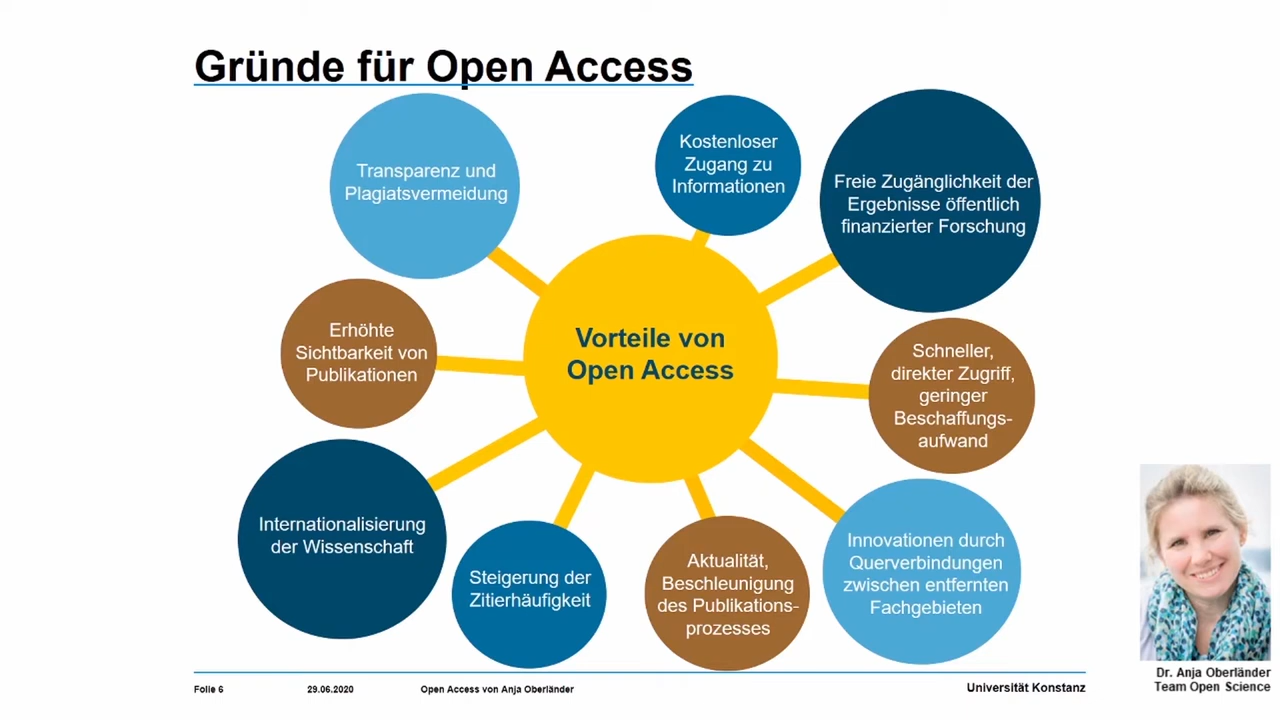 Gründe für Open Access
Transparenz und
Plagiatsvermeidung
Kostenloser
Zugang zu
Informationen
Freie Zugänglichkeit der
Ergebnisse öffentlich
finanzierter Forschung
Erhöhte
Sichtbarkeit von
Publikationen
Vorteile von
Open Access
Schneller,
direkter Zugriff,
geringer
Beschaffungs-
aufwand
Internationalisierung
der Wissenschaft
Steigerung der
Zitierhäufigkeit
Aktualität,
Beschleunigung
des Publikations-
prozesses
Innovationen durch
Querverbindungen
zwischen entfernten
Fachgebieten
Dr. Anja Oberländer
Team Open Science
Folie 6
29.06.2020
Open Access von Anja Oberländer
Universität Konstanz